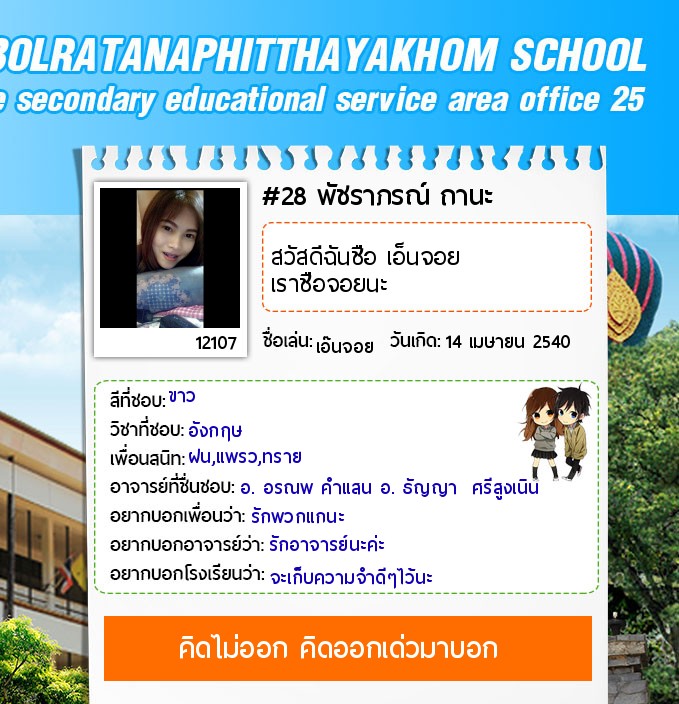 BOLRATANAPHITTHAYAKHOM SCHOOL
e secondary educational service area office 25
#28 พัชราภรณ์ ถานะ
สวัสดีฉันชื่อ เอ็นจอย
เราชื่อจอยนะ
12107
ชื่อเล่น: เอ๊นจอย วันเกิด: 14 เมษายน 2540
สีที่ชอบ: ขาว
วิชาที่ชอบ: อังกฤษ
เพื่อนสนิท: ฝน,แพรว,ทราย
อาจารย์ที่ชื่นชอบ: อ. อรณพ คำแสน อ. ธัญญา ศรีสูงเนิน
อยากบอกเพื่อนว่า: รักพวกแกนะ
อยากบอกอาจารย์ว่า: รักอาจารย์นะค่ะ
อยากบอกโรงเรียนว่า: จะเก็บความจำดีๆไว้นะ
คิดไม่ออก คิดออกเด่วมาบอก